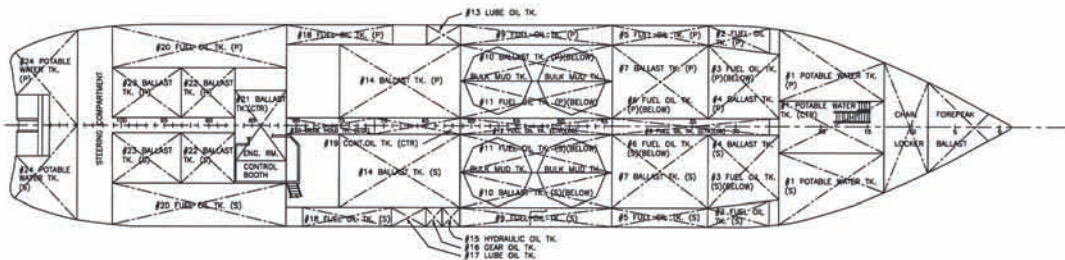 #13 LUBE OIL TK.
#18 FUEL OIL TK. (P)
#9 FUEL OIL TK. (P)
#5 FUEL OIL TK. (P)
#2 FUEL OIL
TK. (P)
#20 FUEL OIL TK. (P)
#24 POTABLE
WATER TK.
(P)
STEERING COMPARTMENT
#23 BALLAST
TK. (P)
#22 BALLAST
TK. (P)
#21 BALLAST
TK.(CTR)
#14 BALLAST TK. (P)
#10 BALLAST TK. (P)(BELOW)
BULK MUD TK.
BULK MUD TK.
#11 FUEL OIL TK. (P)(BELOW)
#7 BALLAST TK. (P)
#6 FUEL OIL TK.
(P)(BELOW)
#3 FUEL OIL TK.
(P)(BELOW)
#4 BALLAST TK.
(P)
#1 POTABLE WATER TK. (P)
#1 POTABLE WATER
TK. (CTR)
CHAIN
LOCKER
FOREPEAK
BALLAST
#19 CONT.OIL TK. (CTR)
#24 POTABLE
WATER TK.
(S)
#23 BALLAST
TK. (S)
#22 BALLAST
TK. (S)
ENG. RM.
CONTROL
BOOTH
#14 BALLAST TK. (S)
#11 FUEL OIL TK. (S)(BELOW)
BULK MUD TK.
BULK MUD TK.
#10 BALLAST TK. (S)(BELOW)
#6 FUEL OIL TK.
(S)(BELOW)
#7 BALLAST TK. (S)
#4 BALLAST TK.
(S)
#3 FUEL OIL TK.
(S)(BELOW)
#1 POTABLE WATER TK. (S)
#20 FUEL OIL TK. (S)
#18 FUEL OIL TK. (S)
#9 FUEL OIL TK. (S)
#5 FUEL OIL TK. (S)
#2 FUEL OIL
TK. (S)
#15 HYDRAULIC OIL TK.
#16 GEAR OIL TK.
#17 LUBE OIL TK.